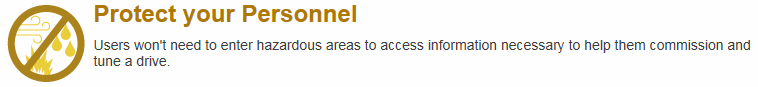 Protect your Personnel
Users won't need to enter hazardous areas to access information necessary to help them commission and
tune a drive.